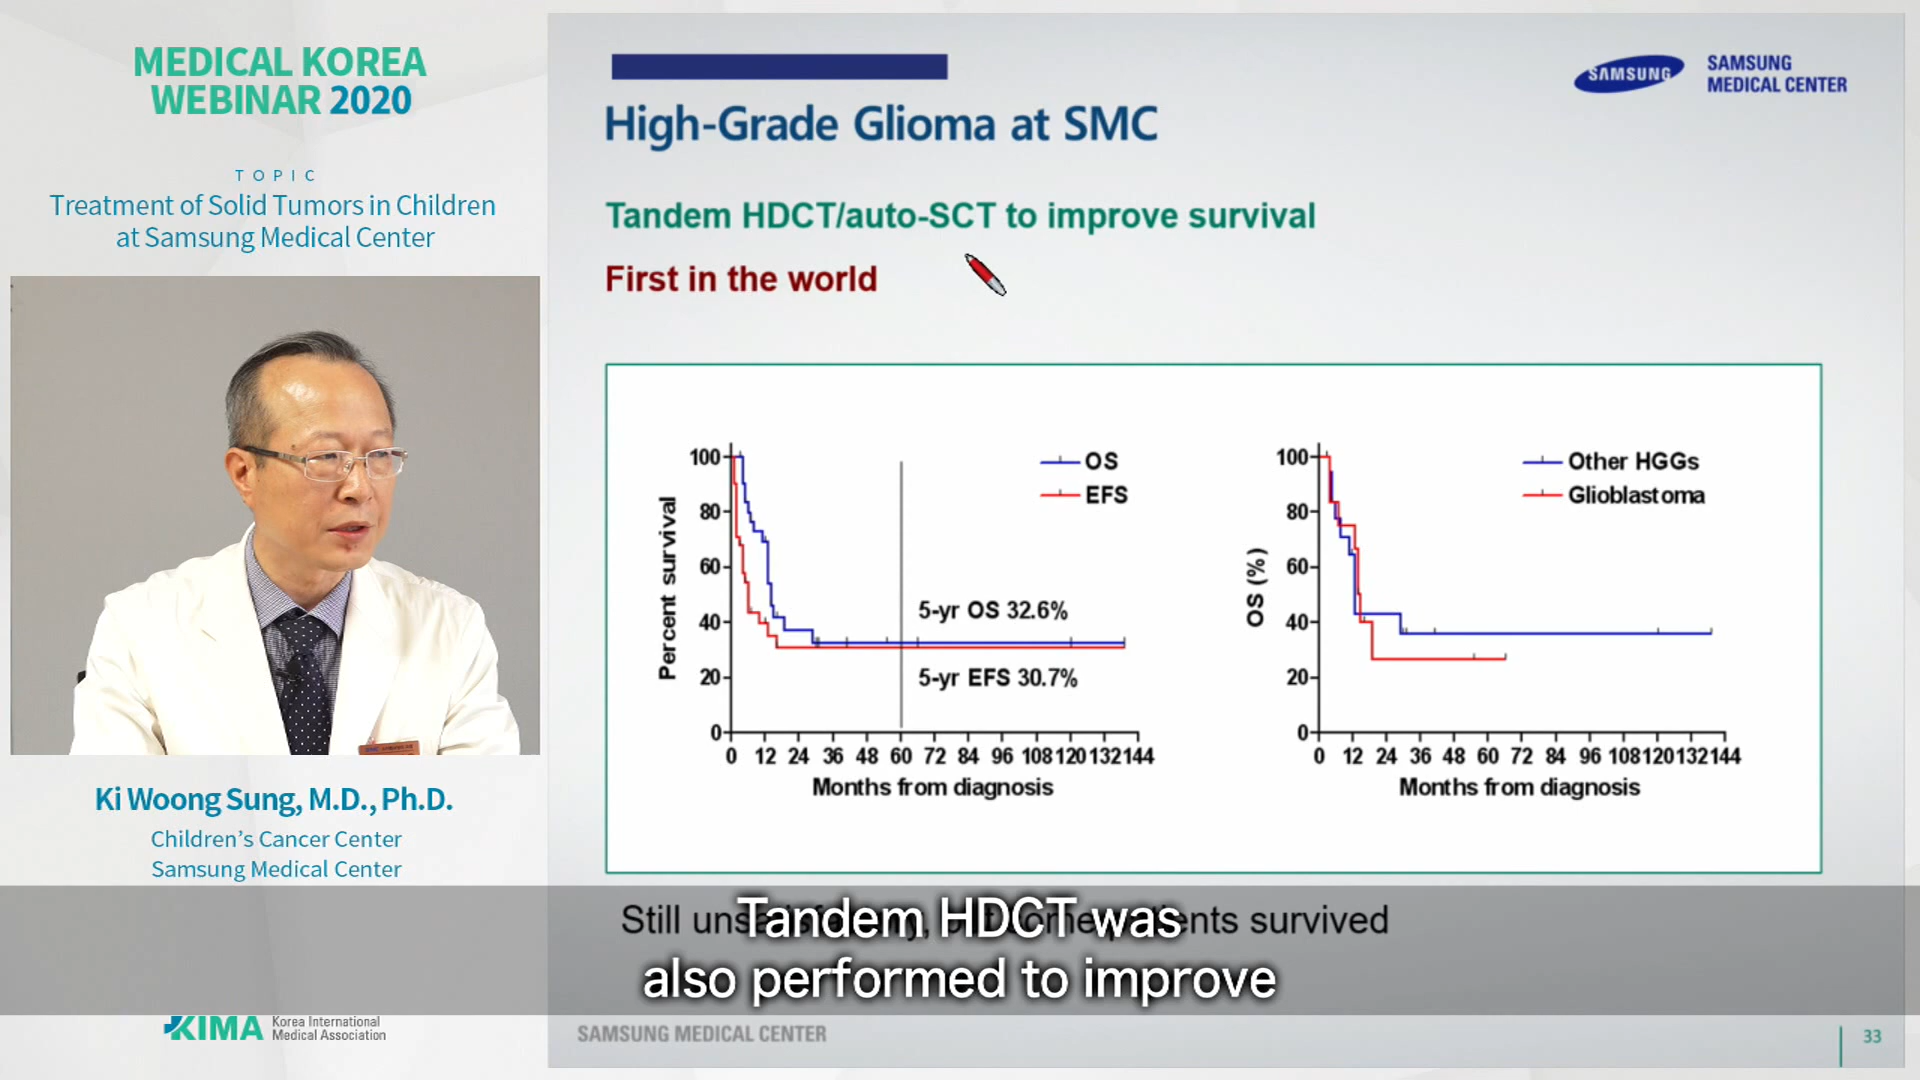 MEDICAL KOREA
WEBINAR 2020
TOPIC
Treatment of Solid Tumors in Children
at Samsung Medical Center
Ki Woong Sung, M.D., Ph.D.
Children's Cancer Center
Samsung Medical Center
KIMA Korea International
Medical Association
SAMSUNG
SAMSUNG
MEDICAL CENTER
High-Grade Glioma at SMC
Tandem HDCT/auto-SCT to improve survival
First in the world
Percent survival
100
80
60
40
20
0
OS
EFS
5-yr OS 32.6%
5-yr EFS 30.7%
0 12 24 36 48 60 72 84 96 108 120 132 144
Months from diagnosis
OS (%)
100
80
60
40
20
0
Other HGGs
Glioblastoma
0 12 24 36 48 60 72 84 96 108 120 132 144
Months from diagnosis
Still patients survived
Tandem HDCT was
also performed to improve
SAMSUNG MEDICAL CENTER
33